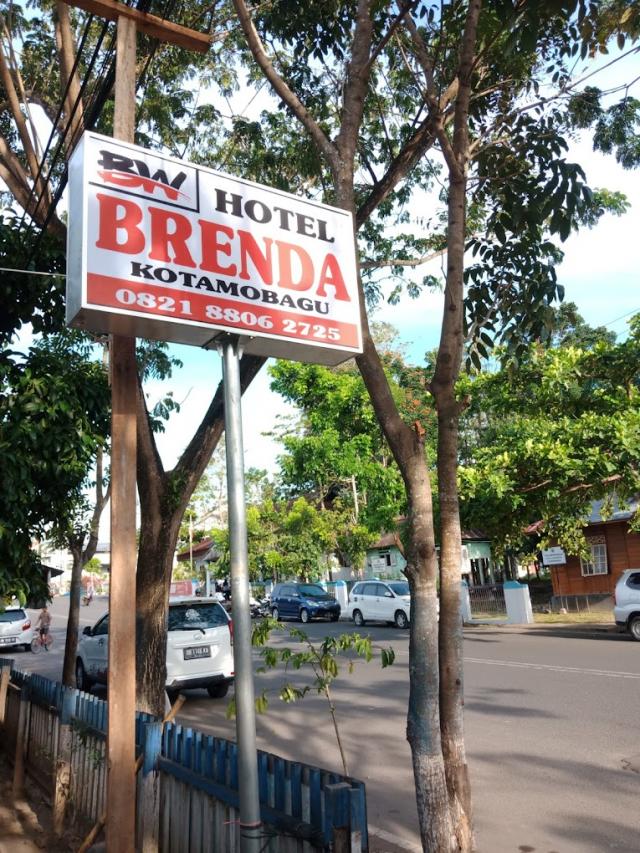 BW
HOTEL
BRENDA
KOTAMOBAGU
0821 8806 2725